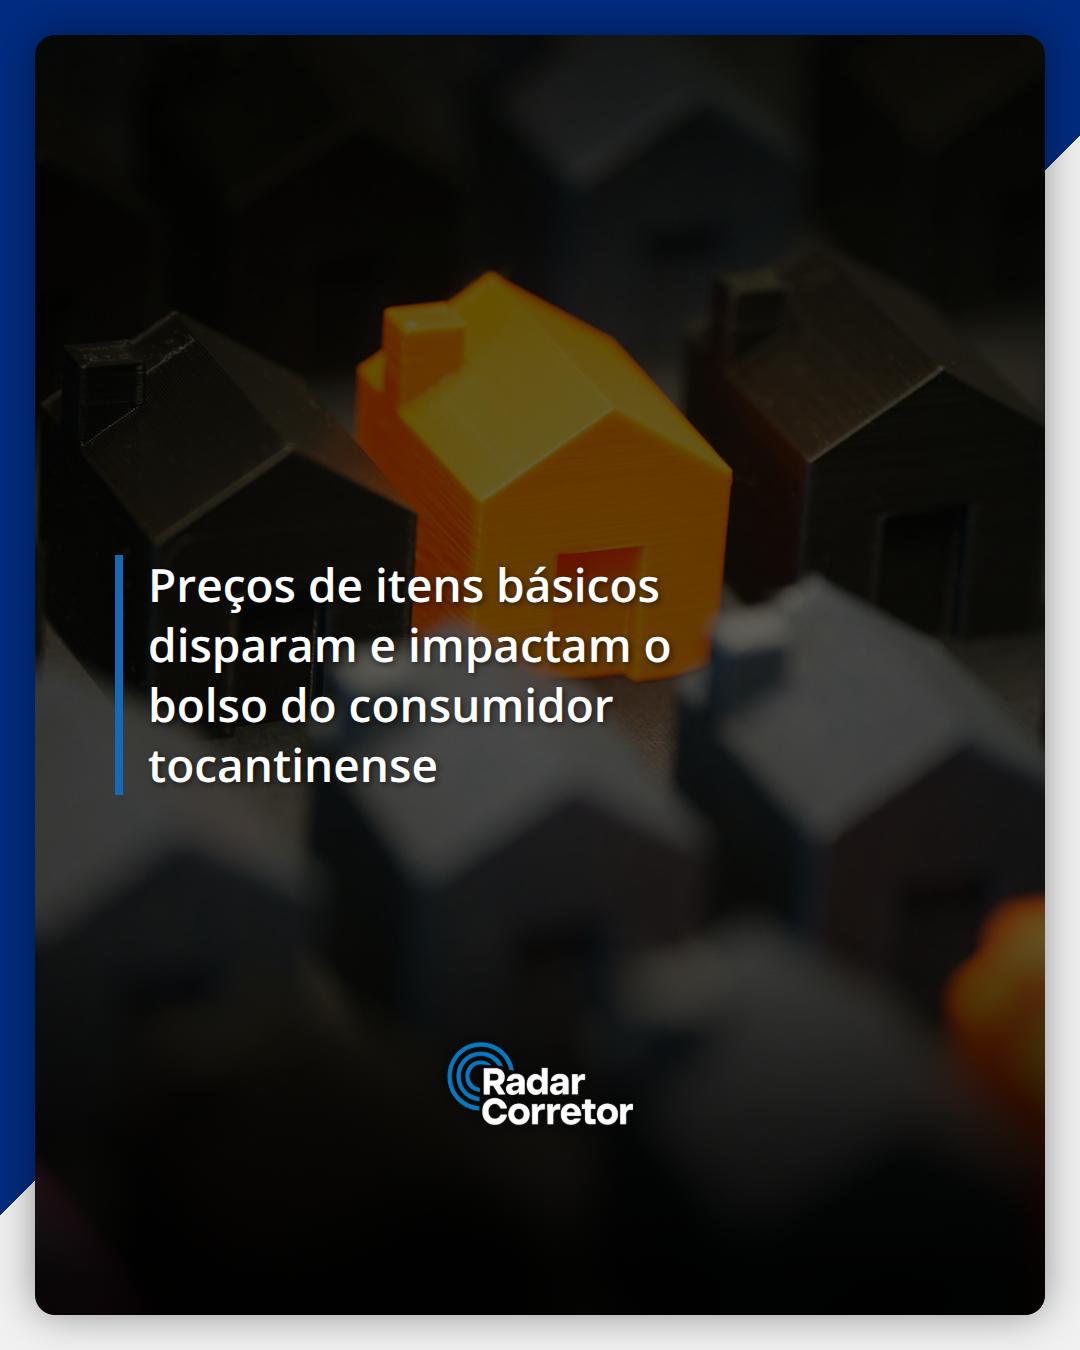 Preços de itens básicos
disparam e impactam o
bolso do consumidor
tocantinense
Radar
Corretor